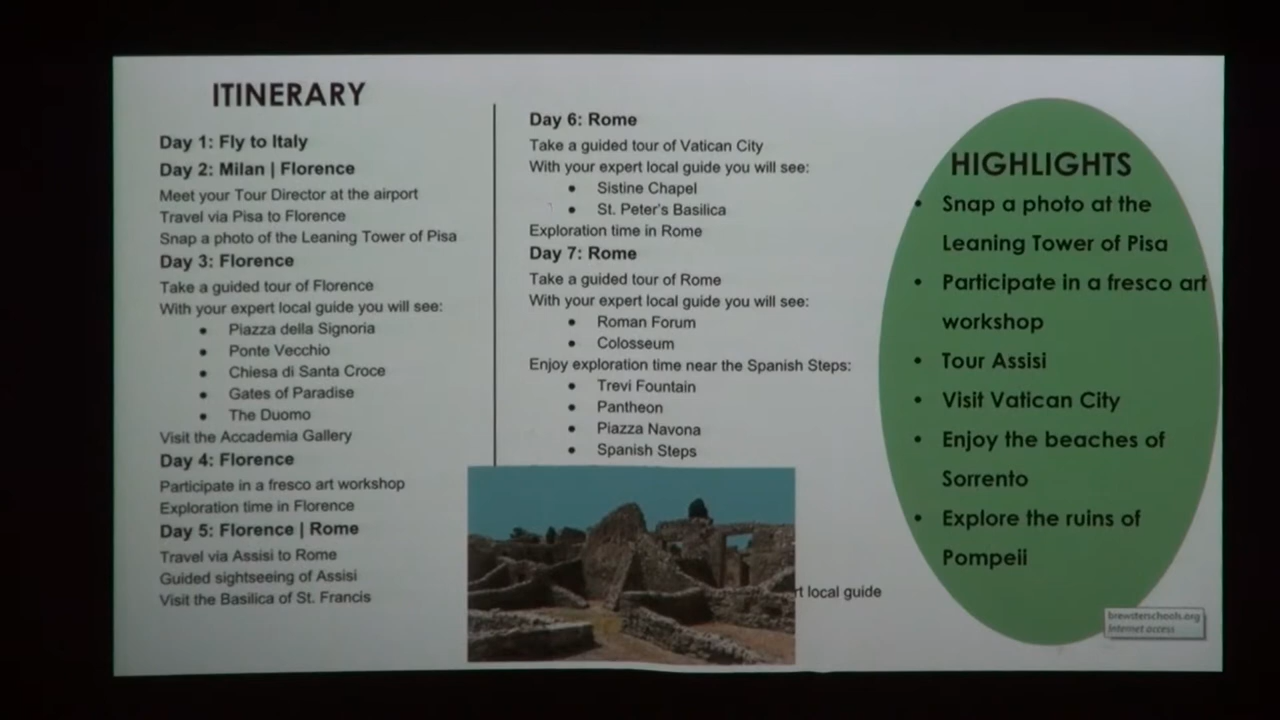 ITINERARY
Day 1: Fly to Italy
Day 2: Milan | Florence
Meet your Tour Director at the airport
Travel via Pisa to Florence
Snap a photo of the Leaning Tower of Pisa
Day 3: Florence
Take a guided tour of Florence
With your expert local guide you will see:
• Piazza della Signoria
• Ponte Vecchio
• Chiesa di Santa Croce
• Gates of Paradise
• The Duomo
Visit the Accademia Gallery
Day 4: Florence
Participate in a fresco art workshop
Exploration time in Florence
Day 5: Florence | Rome
Travel via Assisi to Rome
Guided sightseeing of Assisi
Visit the Basilica of St. Francis
Day 6: Rome
Take a guided tour of Vatican City
With your expert local guide you will see:
• Sistine Chapel
• St. Peter's Basilica
Exploration time in Rome
Day 7: Rome
Take a guided tour of Rome
With your expert local guide you will see:
• Roman Forum
• Colosseum
Enjoy exploration time near the Spanish Steps:
• Trevi Fountain
• Pantheon
• Piazza Navona
• Spanish Steps
rt local guide
HIGHLIGHTS
• Snap a photo at the
Leaning Tower of Pisa
• Participate in a fresco art
workshop
• Tour Assisi
• Visit Vatican City
• Enjoy the beaches of
Sorrento
• Explore the ruins of
Pompeii
brewsterschools.org
Internet access